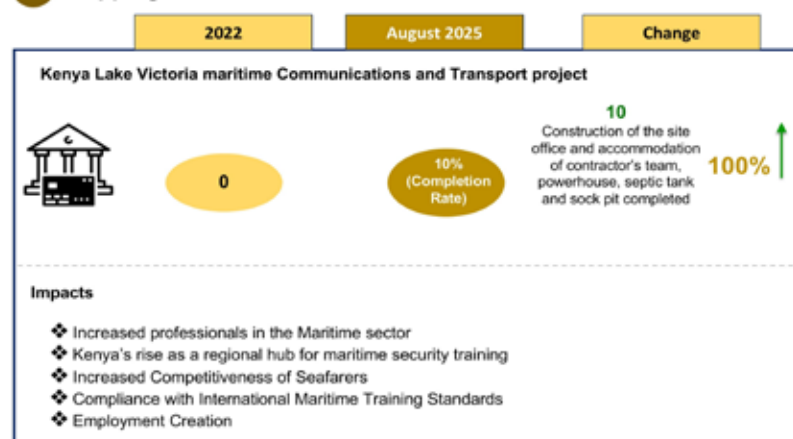 2022
August 2025
Change
Kenya Lake Victoria maritime Communications and Transport project
0
10%
(Completion
Rate)
10
Construction of the site
office and accommodation
of contractor's team,
powerhouse, septic tank
and sock pit completed
100%
Impacts
❖ Increased professionals in the Maritime sector
❖ Kenya's rise as a regional hub for maritime security training
❖ Increased Competitiveness of Seafarers
❖ Compliance with International Maritime Training Standards
❖ Employment Creation